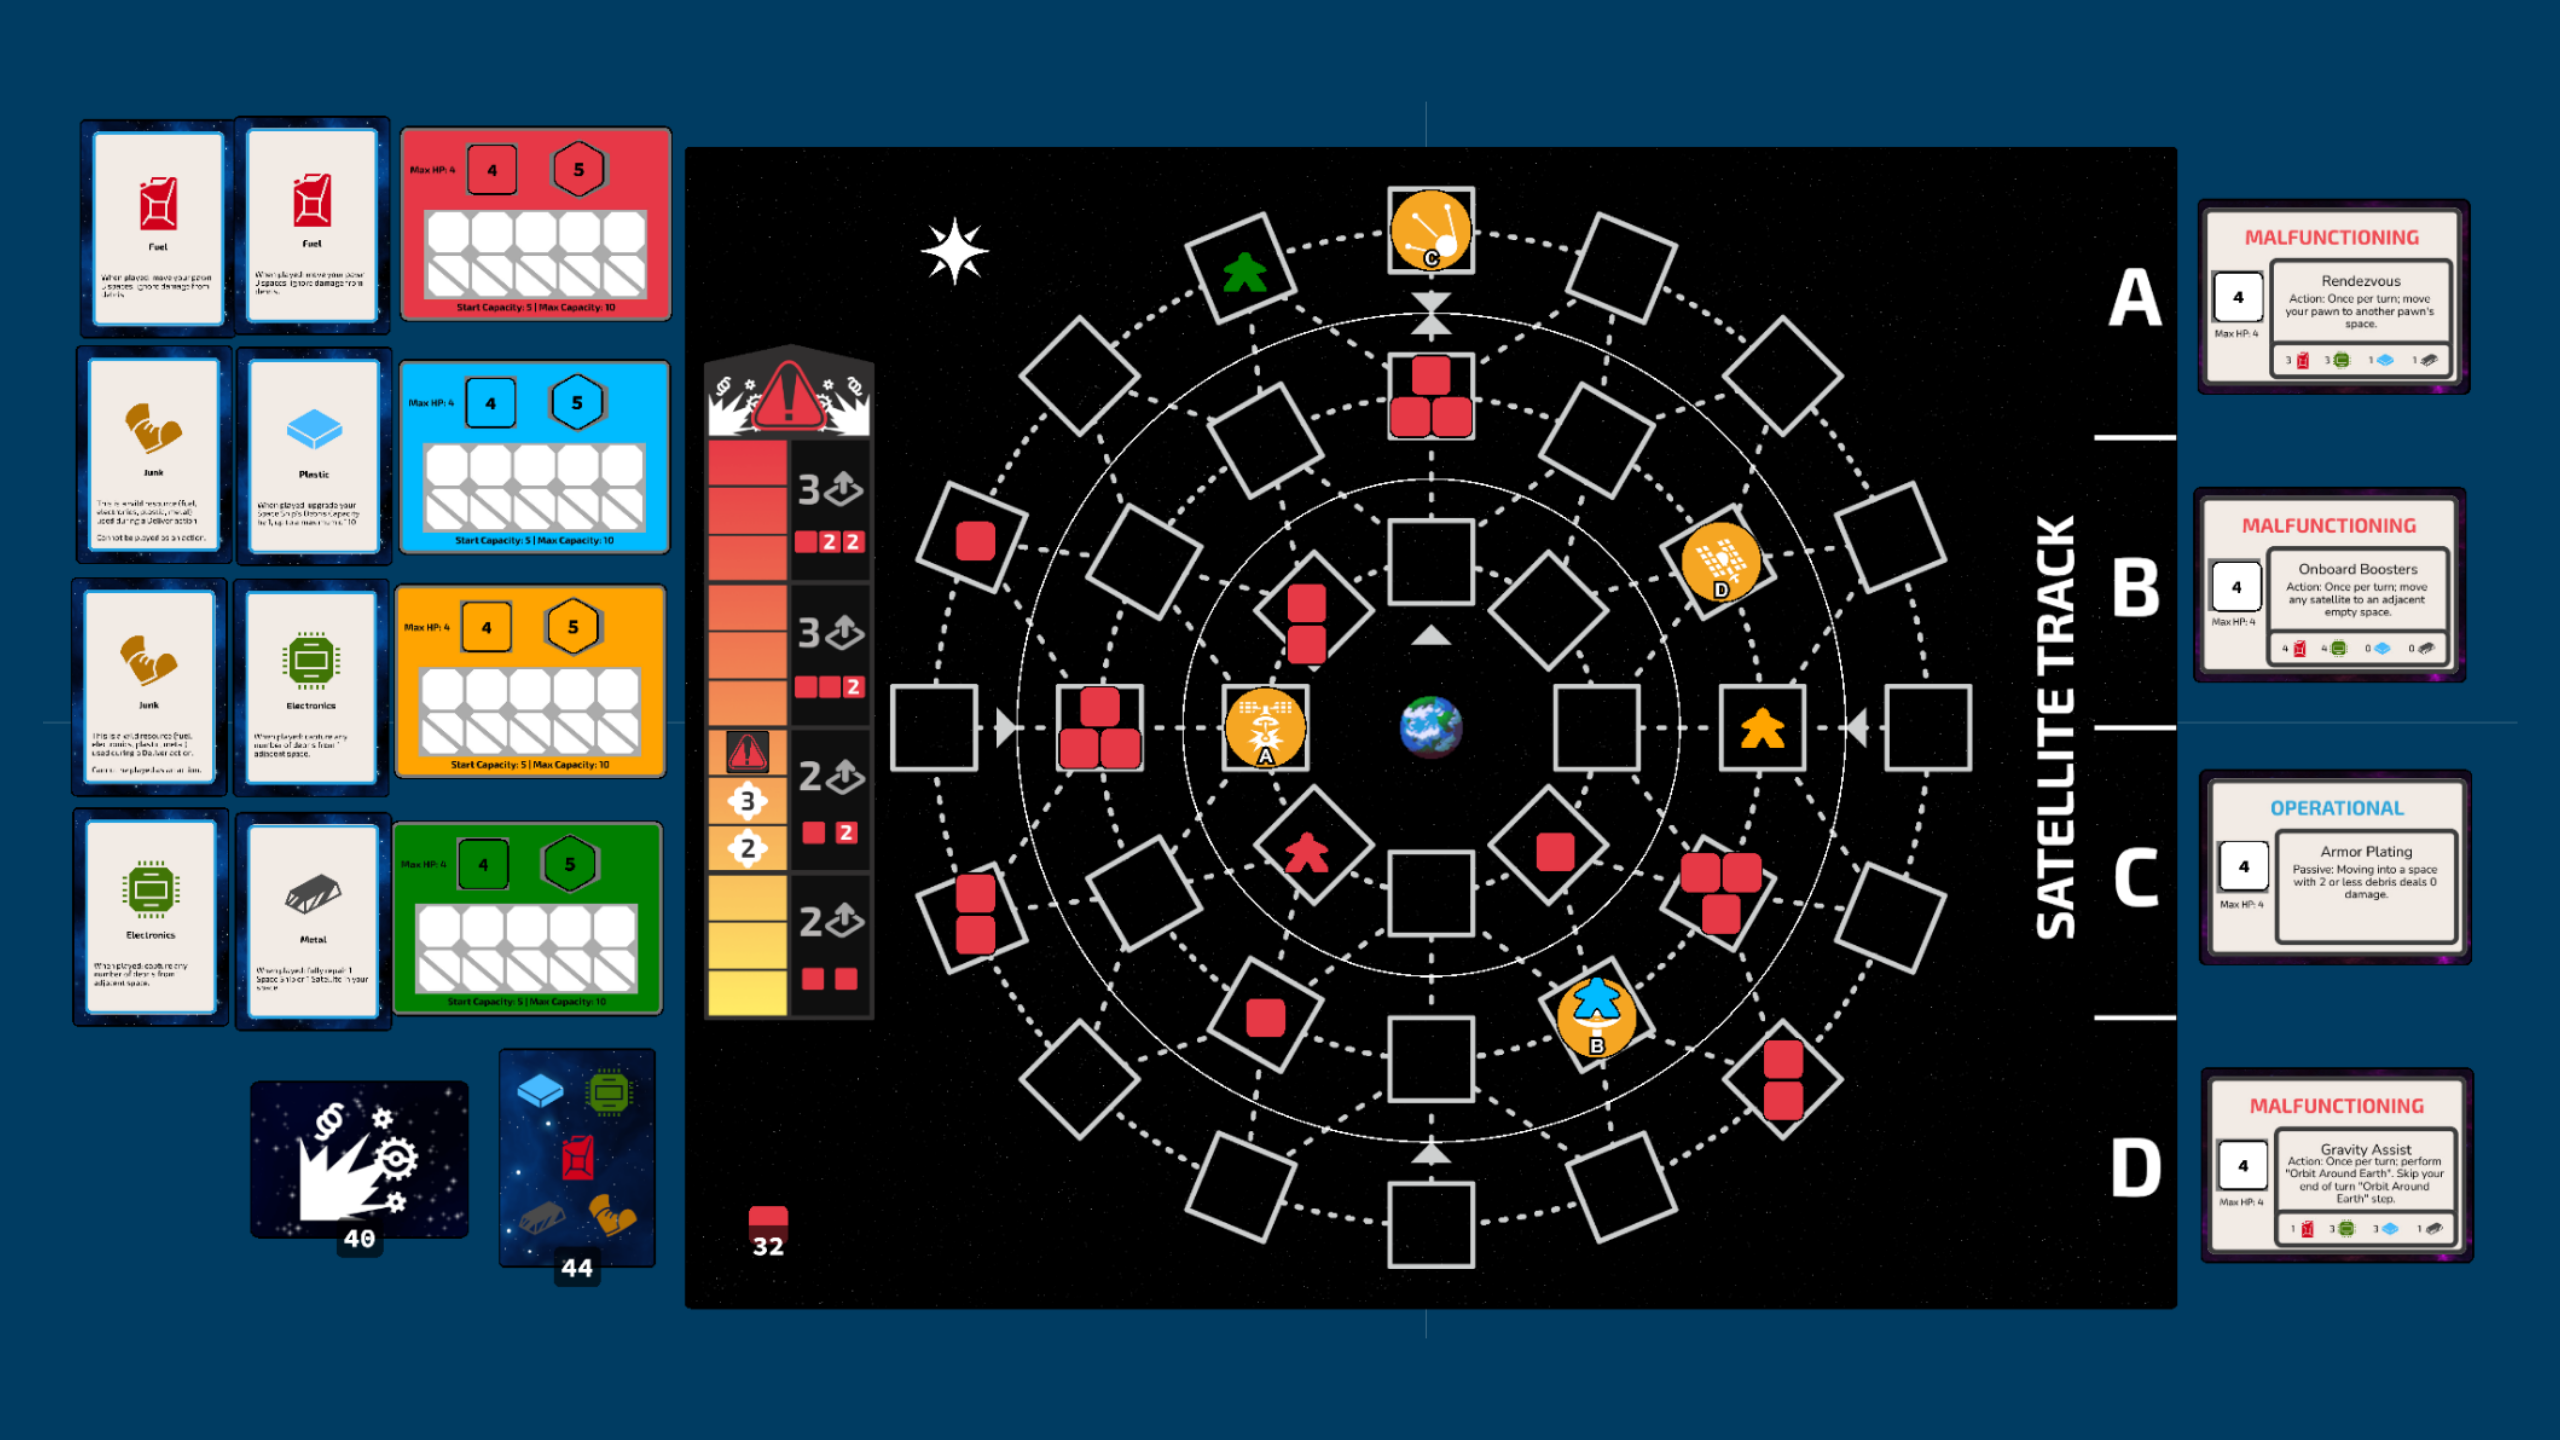 Fuel
When played, move your pawn
3 spaces. Ignore damage from
debris.
Fuel
When played, move your pawn
3 spaces. Ignore damage from
debris.
Max HP: 4
4
5
Start Capacity: 5 | Max Capacity: 10
Junk
This is a wild resource (fuel,
electronics, plastic, metal)
used during a Deliver action.
Cannot be played as an action.
Plastic
When played, upgrade your
Space Ship's Debris Capacity
by 1, up to a maximum of 10
Max HP: 4
4
5
Start Capacity: 5 | Max Capacity: 10
Junk
This is a wild resource (fuel,
electronics, plastic, metal)
used during a Deliver action.
Cannot be played as an action.
Electronics
When played, capture any
number of debris from 1
adjacent space.
Max HP: 4
4
5
Start Capacity: 5 | Max Capacity: 10
Electronics
When played, capture any
number of debris from
adjacent space.
Metal
When played, fully repair 1
Space Ship or 1 Satellite in your
space
Max HP: 4
4
5
Start Capacity: 5 | Max Capacity: 10
40
44
3
2 2
3
2
2
3
2
2
2
32
C
D
A
B
SATELLITE TRACK
A
B
C
D
MALFUNCTIONING
4
Max HP: 4
Rendezvous
Action: Once per turn; move
your pawn to another pawn's
space.
3 3 1 1
MALFUNCTIONING
4
Max HP: 4
Onboard Boosters
Action: Once per turn; move
any satellite to an adjacent
empty space.
4 4 0 0
OPERATIONAL
4
Max HP: 4
Armor Plating
Passive: Moving into a space
with 2 or less debris deals 0
damage.
MALFUNCTIONING
4
Max HP: 4
Gravity Assist
Action: Once per turn; perform
"Orbit Around Earth". Skip your
end of turn "Orbit Around
Earth" step.
1 3 3 1